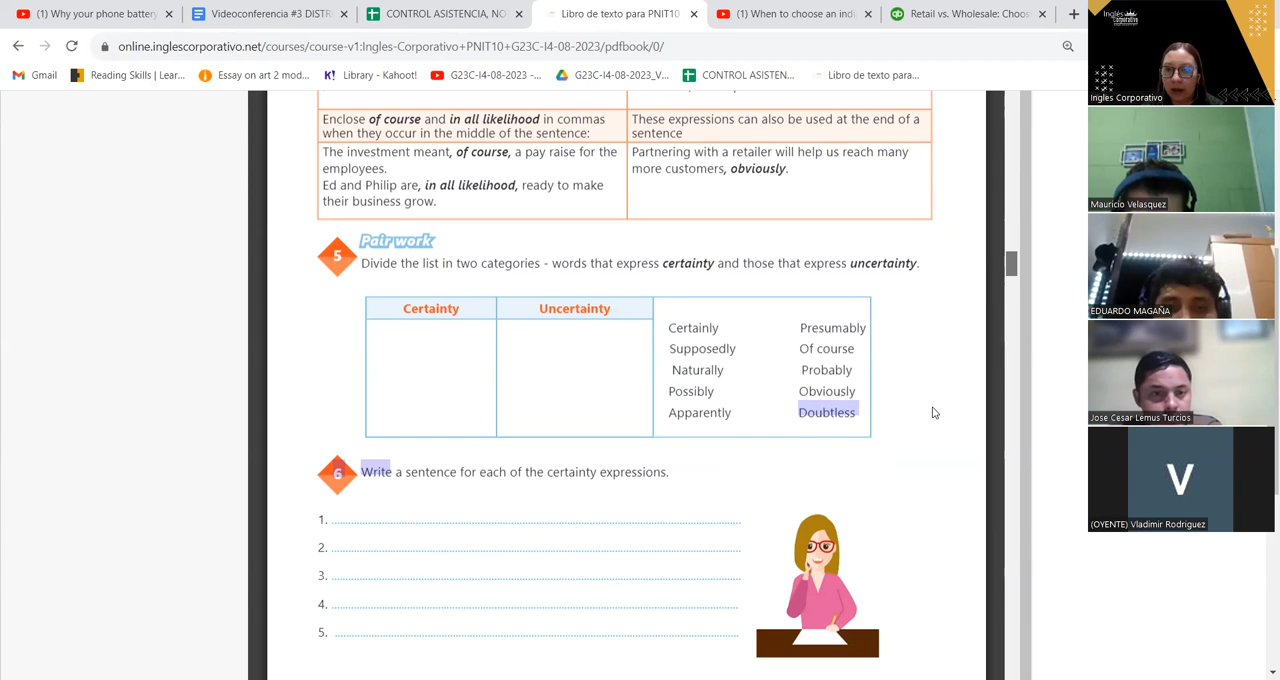 (1) Why your phone battery
Videoconferencia #3 DISTR
CONTROL ASISTENCIA, NO
Libro de texto para PNIT10
(1) When to choose an indi
Retail vs. Wholesale: Choos
online.inglescorporativo.net/courses/course-v1:Ingles-Corporativo+PNIT10+G23C-I4-08-2023/pdfbook/0/
Gmail
Reading Skills | Lear...
Essay on art 2 mod...
Library - Kahoot!
G23C-I4-08-2023 -...
G23C-I4-08-2023_V...
CONTROL ASISTEN...
Libro de texto para...
Enclose of course and in all likelihood in commas
when they occur in the middle of the sentence:
These expressions can also be used at the end of a
sentence
The investment meant, of course, a pay raise for the
employees.
Ed and Philip are, in all likelihood, ready to make
their business grow.
Partnering with a retailer will help us reach many
more customers, obviously.
Pair work
5
Divide the list in two categories - words that express certainty and those that express uncertainty.
Certainty
Uncertainty
Certainly
Presumably
Supposedly
Of course
Naturally
Probably
Possibly
Obviously
Apparently
Doubtless
6
Write a sentence for each of the certainty expressions.
1.
2.
3.
4.
5.
Inglés
Corporativo
Ingles Corporativo
Mauricio Velasquez
EDUARDO MAGAÑA
Jose Cesar Lemus Turcios
V
(OYENTE) Vladimir Rodriguez